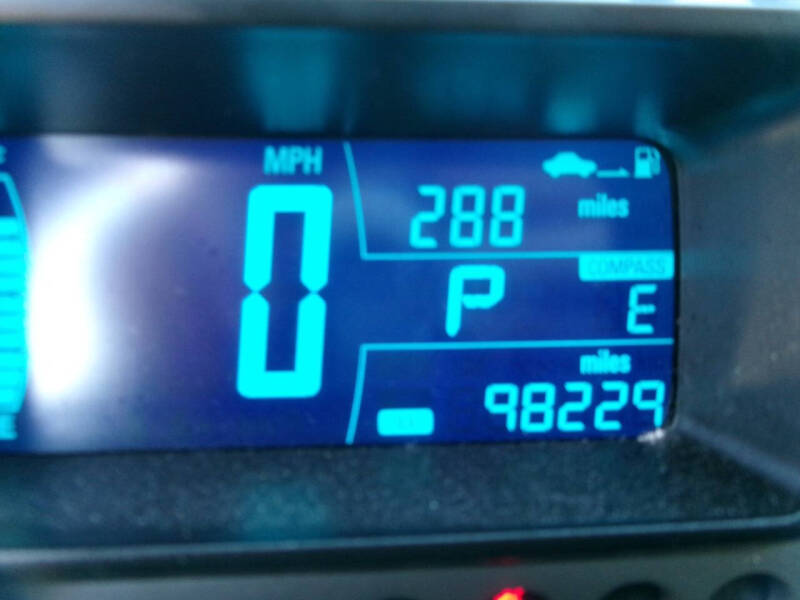 MPH
0
288 miles
COMPASS
P E
miles
98229